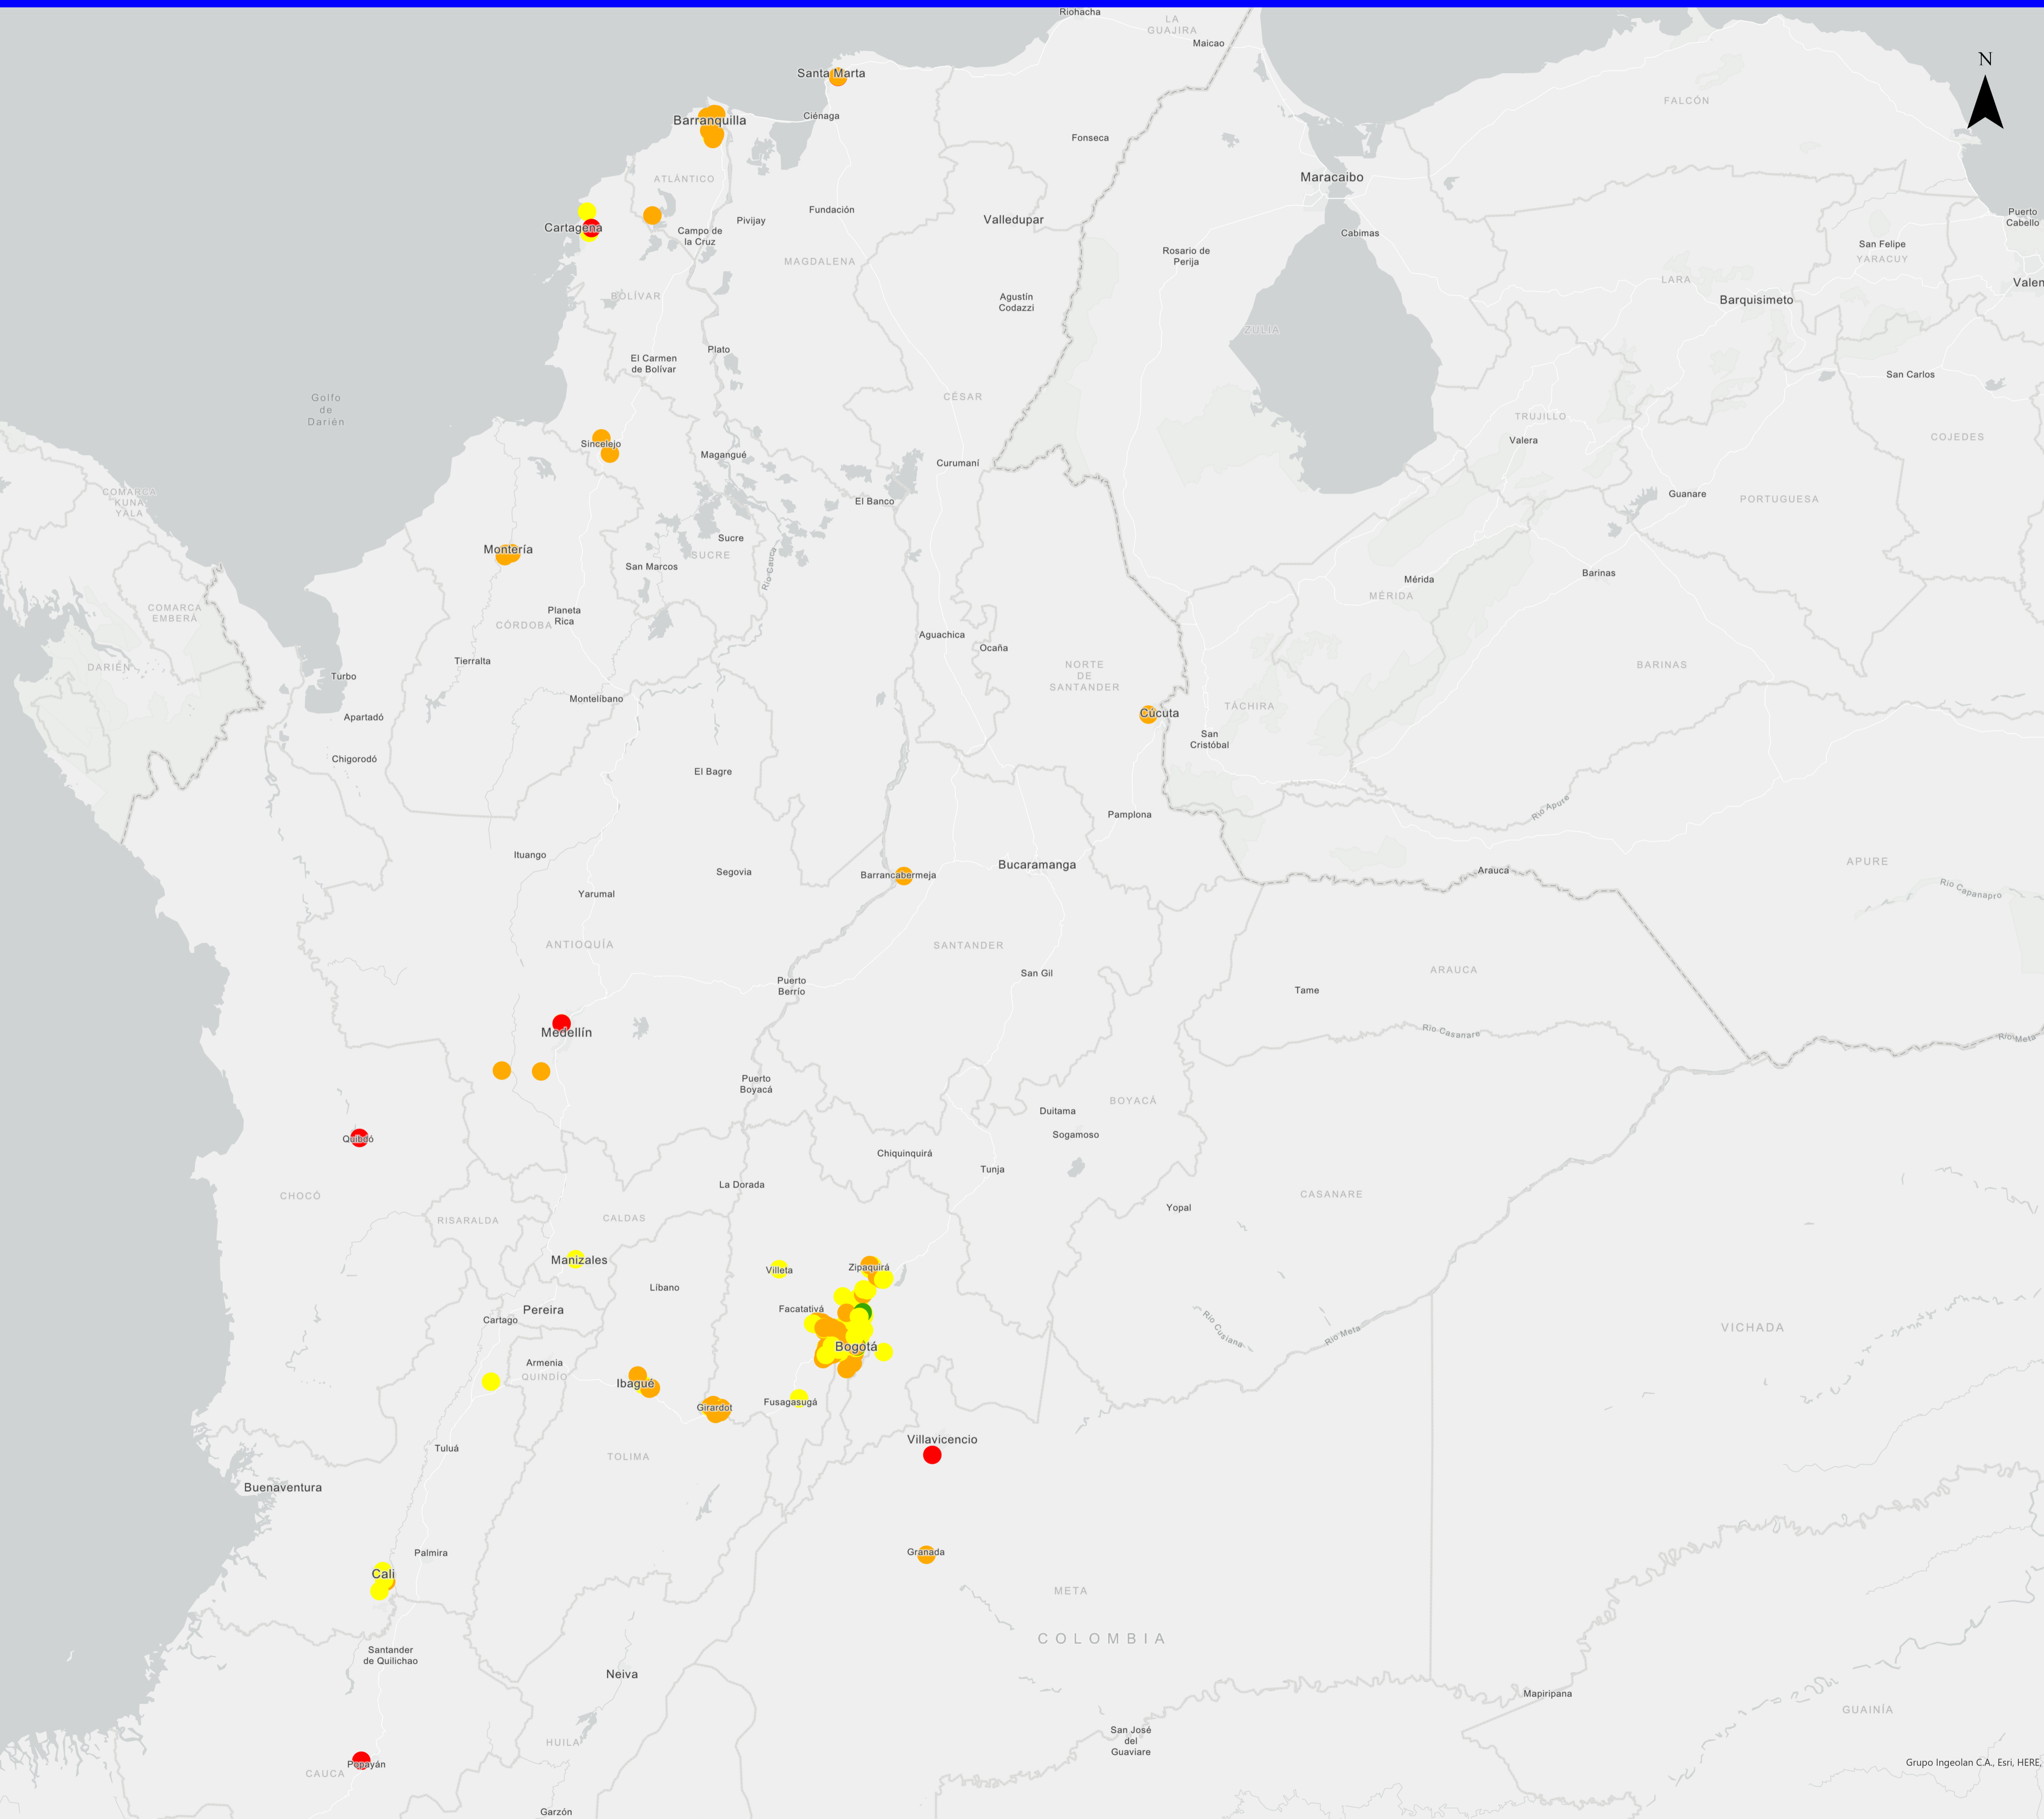 Riohacha
LA
GUAJIRA
Maicao
N
Santa Marta
FALCÓN
Ciénaga
Barranquilla
Fonseca
Maracaibo
ATLÁNTICO
Fundación
Pivijay
Valledupar
Puerto
Cabello
Cartagena
Campo de
la Cruz
Cabimas
San Felipe
YARACUY
Rosario de
Perija
MAGDALENA
LARA
Valen
BOLÍVAR
Agustín
Codazzi
Barquisimeto
ZULIA
Plato
El Carmen
de Bolívar
San Carlos
CÉSAR
Golfo
de
Darién
TRUJILLO
Valera
COJEDES
Sincelejo
Magangué
Curumaní
COMARCA
KUNA
YALA
El Banco
Guanare
PORTUGUESA
Sucre
SUCRE
Montería
San Marcos
Río Cauca
Mérida
MÉRIDA
Barinas
COMARCA
EMBERÁ
Planeta
Rica
CÓRDOBA
Aguachica
Ocaña
DARIÉN
Tierralta
NORTE
DE
SANTANDER
BARINAS
Turbo
Montelíbano
TÁCHIRA
Apartadó
Cúcuta
San
Cristóbal
Chigorodó
El Bagre
Río Apure
Pamplona
Ituango
Bucaramanga
APURE
Segovia
Barrancabermeja
Arauca
Yarumal
Río Capanapro
ANTIOQUÍA
SANTANDER
San Gil
ARAUCA
Puerto
Berrío
Tame
Medellín
Río Casanare
Río Meta
Puerto
Boyacá
BOYACÁ
Duitama
Quibdó
Sogamoso
Chiquinquirá
Tunja
La Dorada
CHOCÓ
CASANARE
Yopal
RISARALDA
CALDAS
Manizales
Villeta
Zipaquirá
Líbano
Pereira
Facatativá
Cartago
Río Cusiana
Río Meta
VICHADA
Bogotá
Armenia
QUINDÍO
Ibagué
Girardot
Fusagasugá
Villavicencio
Tuluá
TOLIMA
Buenaventura
Palmira
Granada
Cali
META
COLOMBIA
Santander
de Quilichao
Neiva
Mapiripana
GUAINÍA
San José
del
Guaviare
HUILA
Popayán
CAUCA
Grupo Ingeolan C.A., Esri, HERE,
Garzón